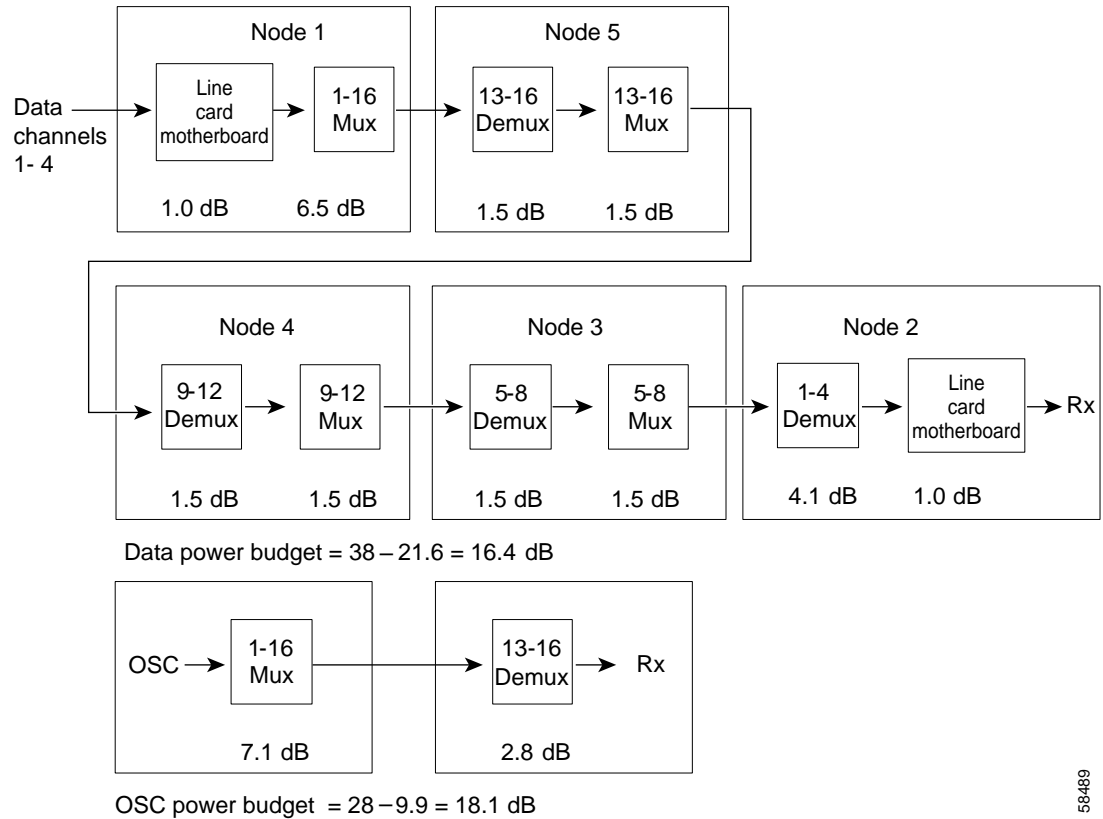 Node 1
Node 5
Data
channels
1- 4
Line
card
motherboard
1-16
Mux
13-16
Demux
13-16
Mux
1.0 dB
6.5 dB
1.5 dB
1.5 dB
Node 4
Node 3
Node 2
9-12
Demux
9-12
Mux
5-8
Demux
5-8
Mux
1-4
Demux
Line
card
motherboard
Rx
1.5 dB
1.5 dB
1.5 dB
1.5 dB
4.1 dB
1.0 dB
Data power budget = 38 – 21.6 = 16.4 dB
OSC
1-16
Mux
13-16
Demux
Rx
7.1 dB
2.8 dB
OSC power budget = 28 – 9.9 = 18.1 dB
58489